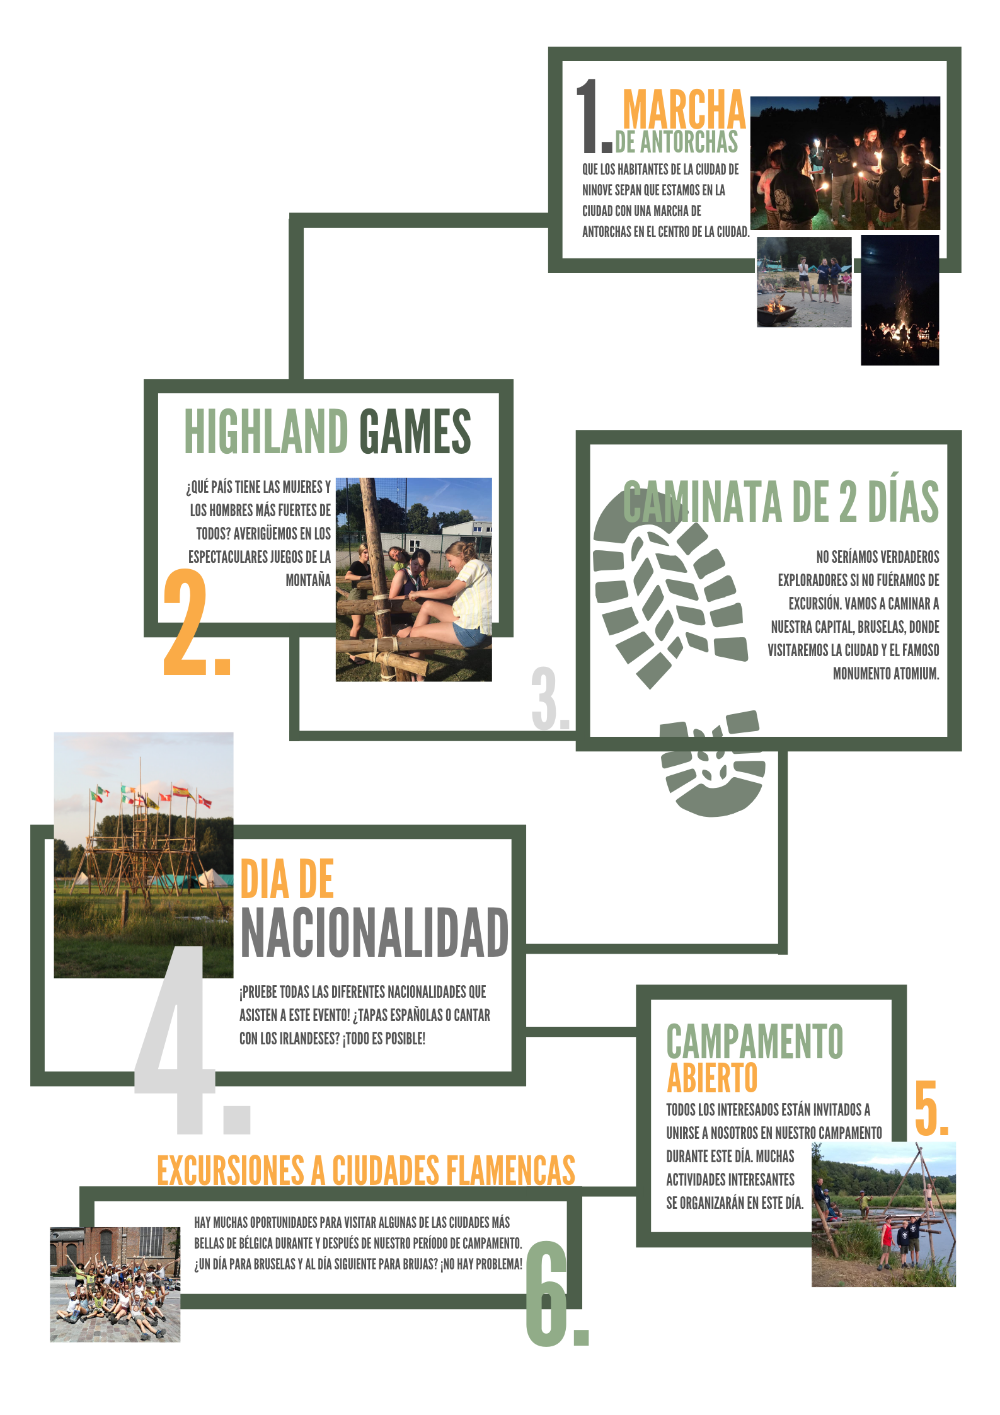 1. MARCHA
DE ANTORCHAS
QUE LOS HABITANTES DE LA CIUDAD DE
NINOVE SEPAN QUE ESTAMOS EN LA
CIUDAD CON UNA MARCHA DE
ANTORCHAS EN EL CENTRO DE LA CIUDAD.
HIGHLAND GAMES
¿QUÉ PAÍS TIENE LAS MUJERES Y
LOS HOMBRES MÁS FUERTES DE
TODOS? AVERIGÜEMOS EN LOS
ESPECTACULARES JUEGOS DE LA
MONTAÑA
2.
CAMINATA DE 2 DÍAS
NO SERÍAMOS VERDADEROS
EXPLORADORES SI NO FUÉRAMOS DE
EXCURSIÓN. VAMOS A CAMINAR A
NUESTRA CAPITAL, BRUSELAS, DONDE
VISITAREMOS LA CIUDAD Y EL FAMOSO
MONUMENTO ATOMIUM.
3.
DIA DE
NACIONALIDAD
¡PRUEBE TODAS LAS DIFERENTES NACIONALIDADES QUE
ASISTEN A ESTE EVENTO! ¿TAPAS ESPAÑOLAS O CANTAR
CON LOS IRLANDESES? ¡TODO ES POSIBLE!
4.
CAMPAMENTO
ABIERTO
TODOS LOS INTERESADOS ESTÁN INVITADOS A
UNIRSE A NOSOTROS EN NUESTRO CAMPAMENTO
DURANTE ESTE DÍA. MUCHAS
ACTIVIDADES INTERESANTES
SE ORGANIZARÁN EN ESTE DÍA.
5.
EXCURSIONES A CIUDADES FLAMENCAS
HAY MUCHAS OPORTUNIDADES PARA VISITAR ALGUNAS DE LAS CIUDADES MÁS
BELLAS DE BÉLGICA DURANTE Y DESPUÉS DE NUESTRO PERÍODO DE CAMPAMENTO.
¿UN DÍA PARA BRUSELAS Y AL DÍA SIGUIENTE PARA BRUJAS? ¡NO HAY PROBLEMA!
6.